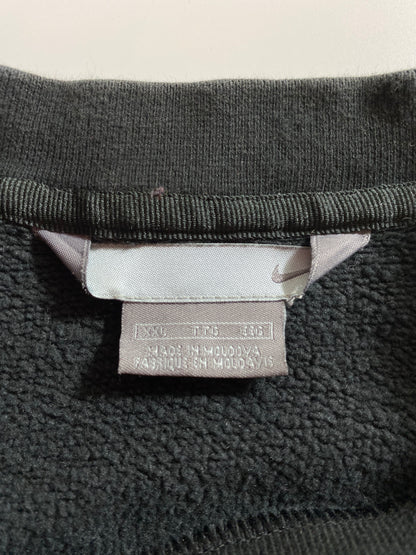 XXL TTG EEG
MADE IN MOLDOVA
FABRIQUE EN MOLDAVIE